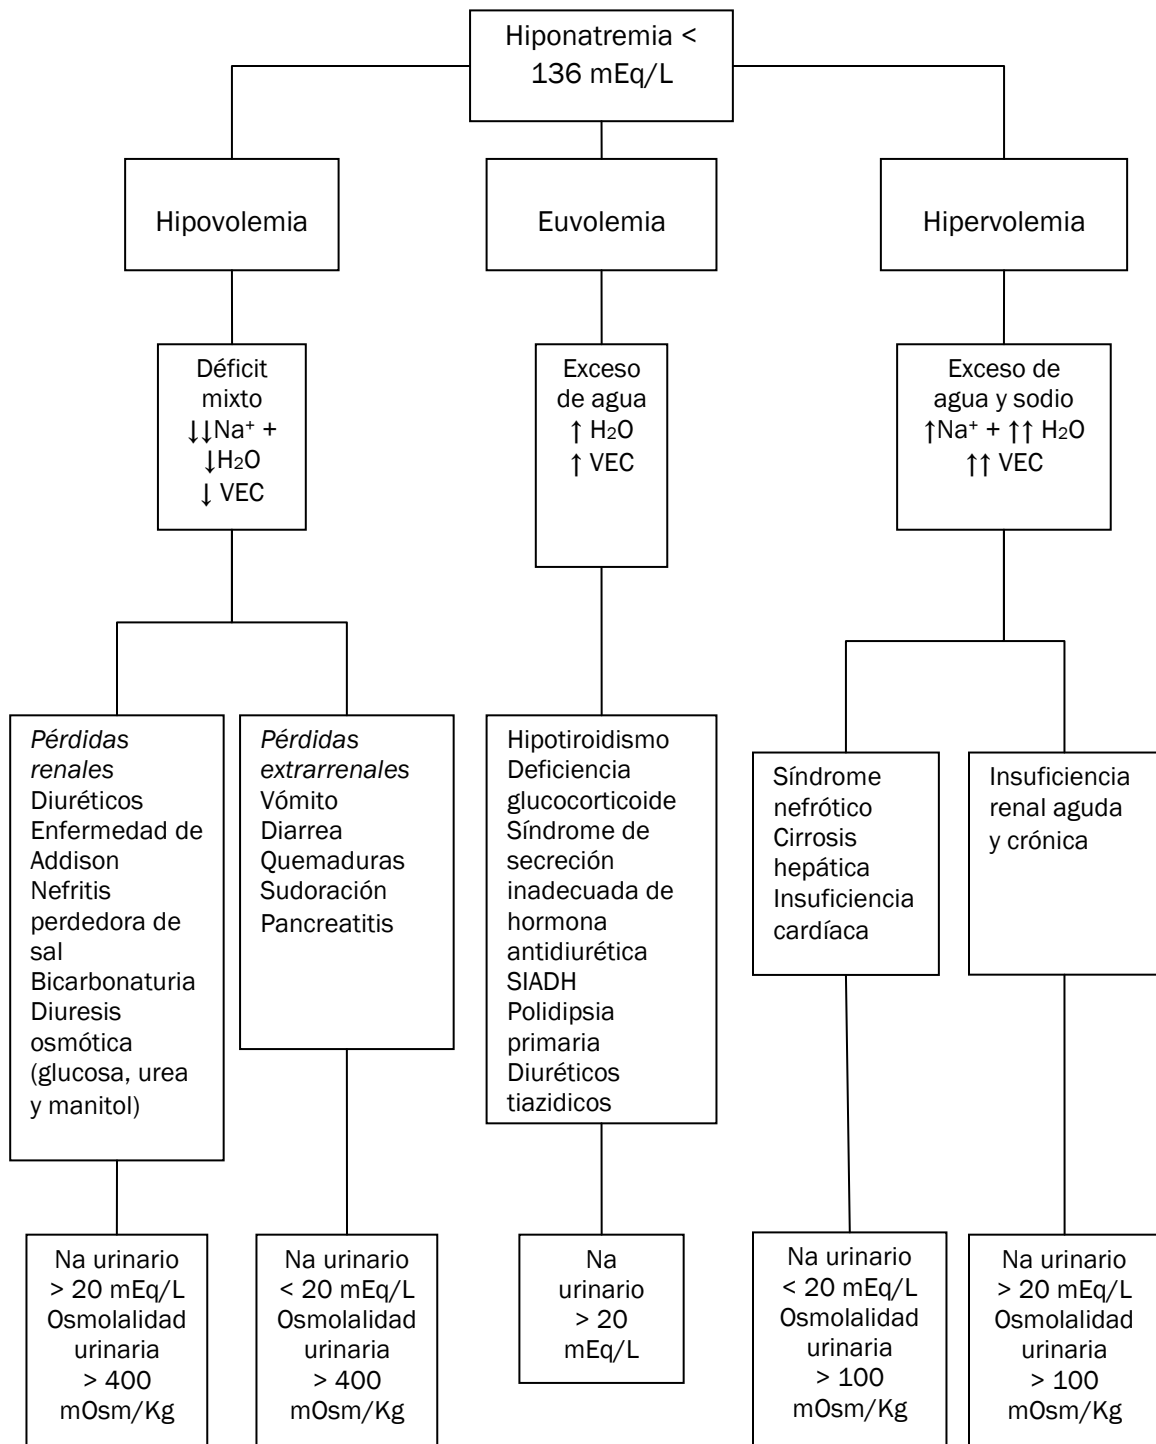 Hiponatremia <
136 mEq/L
Hipovolemia
Euvolemia
Hipervolemia
Déficit
mixto
↓↓Na⁺ +
↓H₂O
↓ VEC
Exceso
de agua
↑ H₂O
↑ VEC
Exceso de
agua y sodio
↑Na⁺ + ↑↑ H₂O
↑↑ VEC
Pérdidas
renales
Diuréticos
Enfermedad de
Addison
Nefritis
perdedora de
sal
Bicarbonaturia
Diuresis
osmótica
(glucosa, urea
y manitol)
Pérdidas
extrarrenales
Vómito
Diarrea
Quemaduras
Sudoración
Pancreatitis
Hipotiroidismo
Deficiencia
glucocorticoide
Síndrome de
secreción
inadecuada de
hormona
antidiurética
SIADH
Polidipsia
primaria
Diuréticos
tiazidicos
Síndrome
nefrótico
Cirrosis
hepática
Insuficiencia
cardíaca
Insuficiencia
renal aguda
y crónica
Na urinario
> 20 mEq/L
Osmolalidad
urinaria
> 400
mOsm/Kg
Na urinario
< 20 mEq/L
Osmolalidad
urinaria
> 400
mOsm/Kg
Na
urinario
> 20
mEq/L
Na urinario
< 20 mEq/L
Osmolalidad
urinaria
> 100
mOsm/Kg
Na urinario
> 20 mEq/L
Osmolalidad
urinaria
> 100
mOsm/Kg